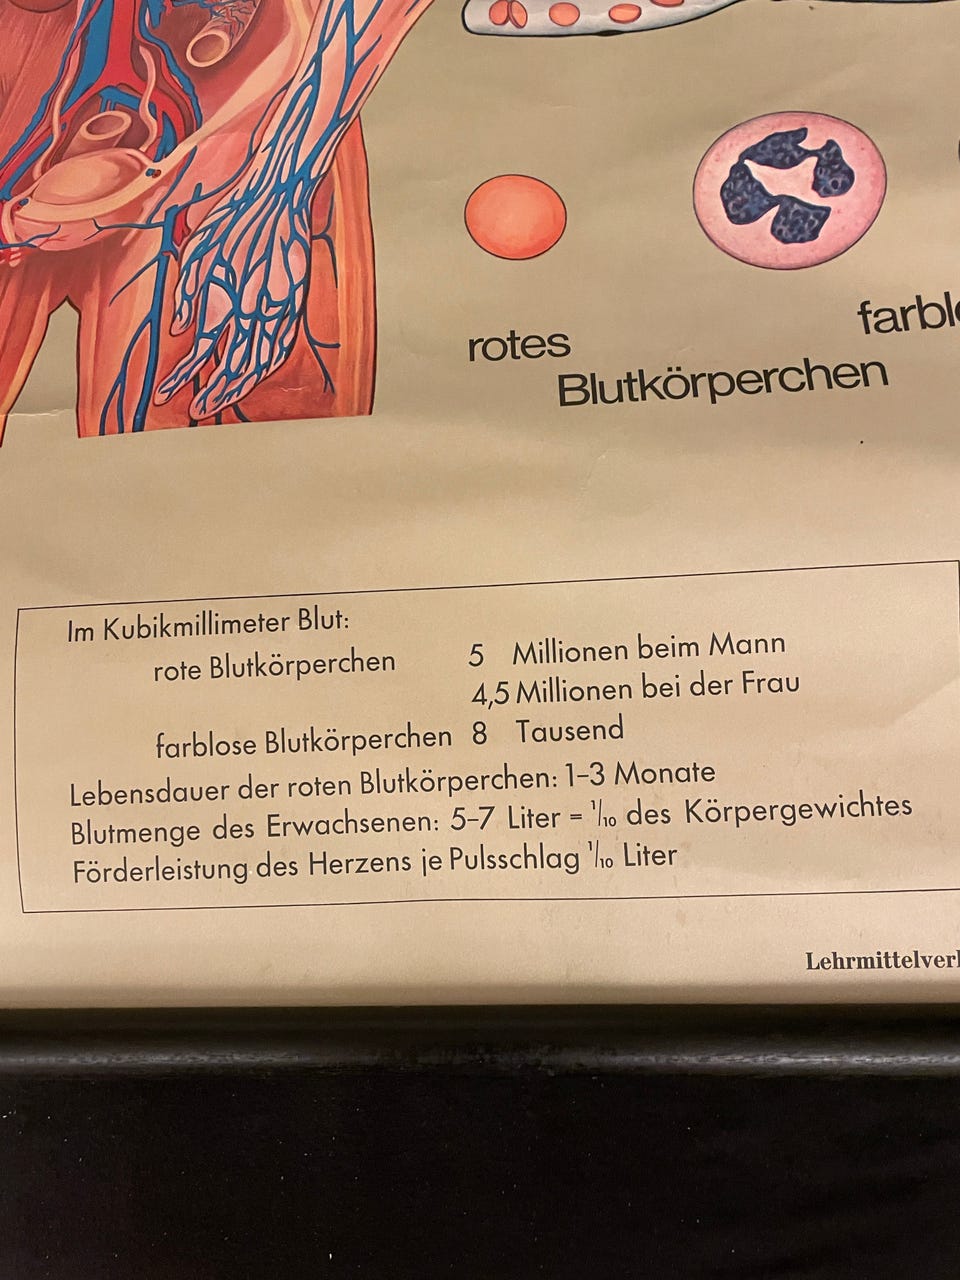 rotes
farblo
Blutkörperchen
Im Kubikmillimeter Blut:
rote Blutkörperchen 5 Millionen beim Mann
4,5 Millionen bei der Frau
farblose Blutkörperchen 8 Tausend
Lebensdauer der roten Blutkörperchen: 1–3 Monate
Blutmenge des Erwachsenen: 5–7 Liter = 1/10 des Körpergewichtes
Förderleistung des Herzens je Pulsschlag 1/10 Liter
Lehrmittelverl